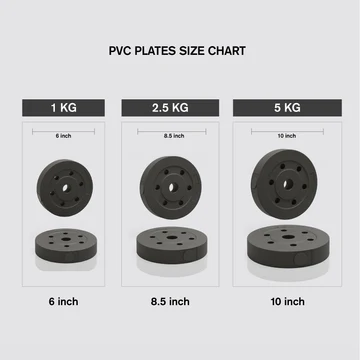 PVC PLATES SIZE CHART
1 KG
2.5 KG
5 KG
6 inch
8.5 inch
10 inch
6 inch
8.5 inch
10 inch